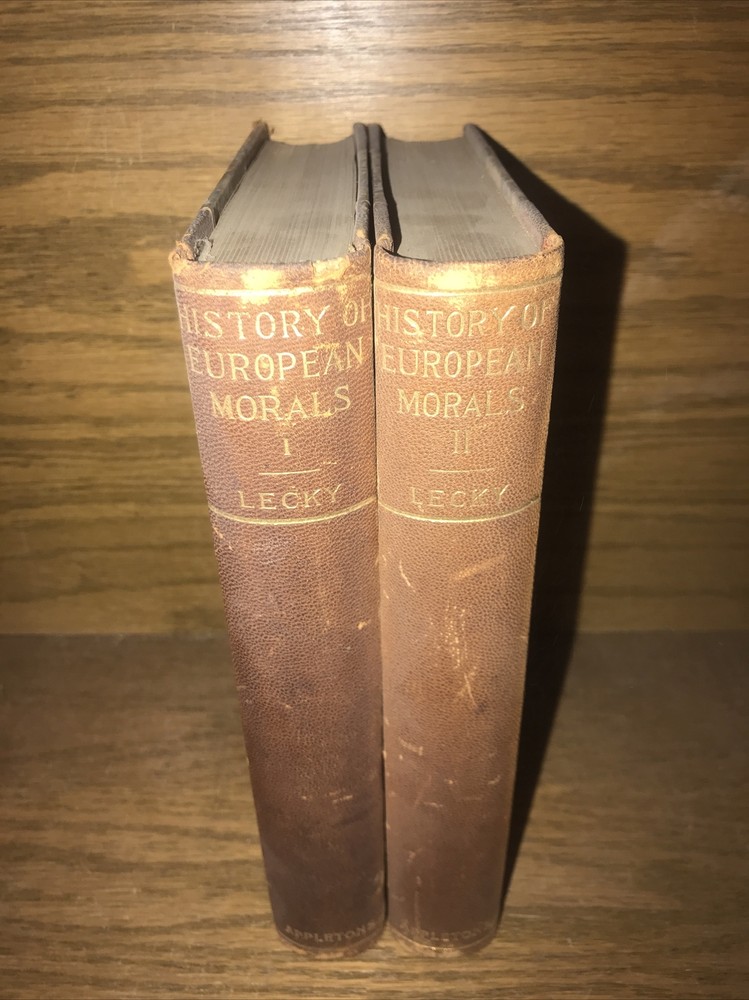 HISTORY OF
EUROPEAN
MORALS
I
LECKY
APPLETONS
HISTORY OF
EUROPEAN
MORALS
II
LECKY
APPLETONS